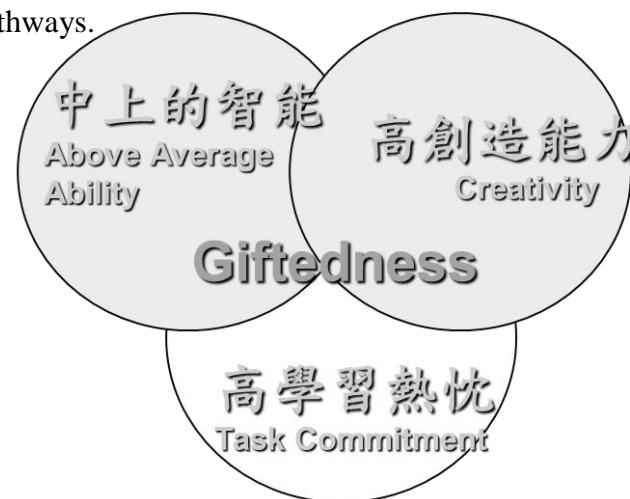 thways.
中上的智能
Above Average
Ability
高創造能力
Creativity
Giftedness
高學習熱忱
Task Commitment